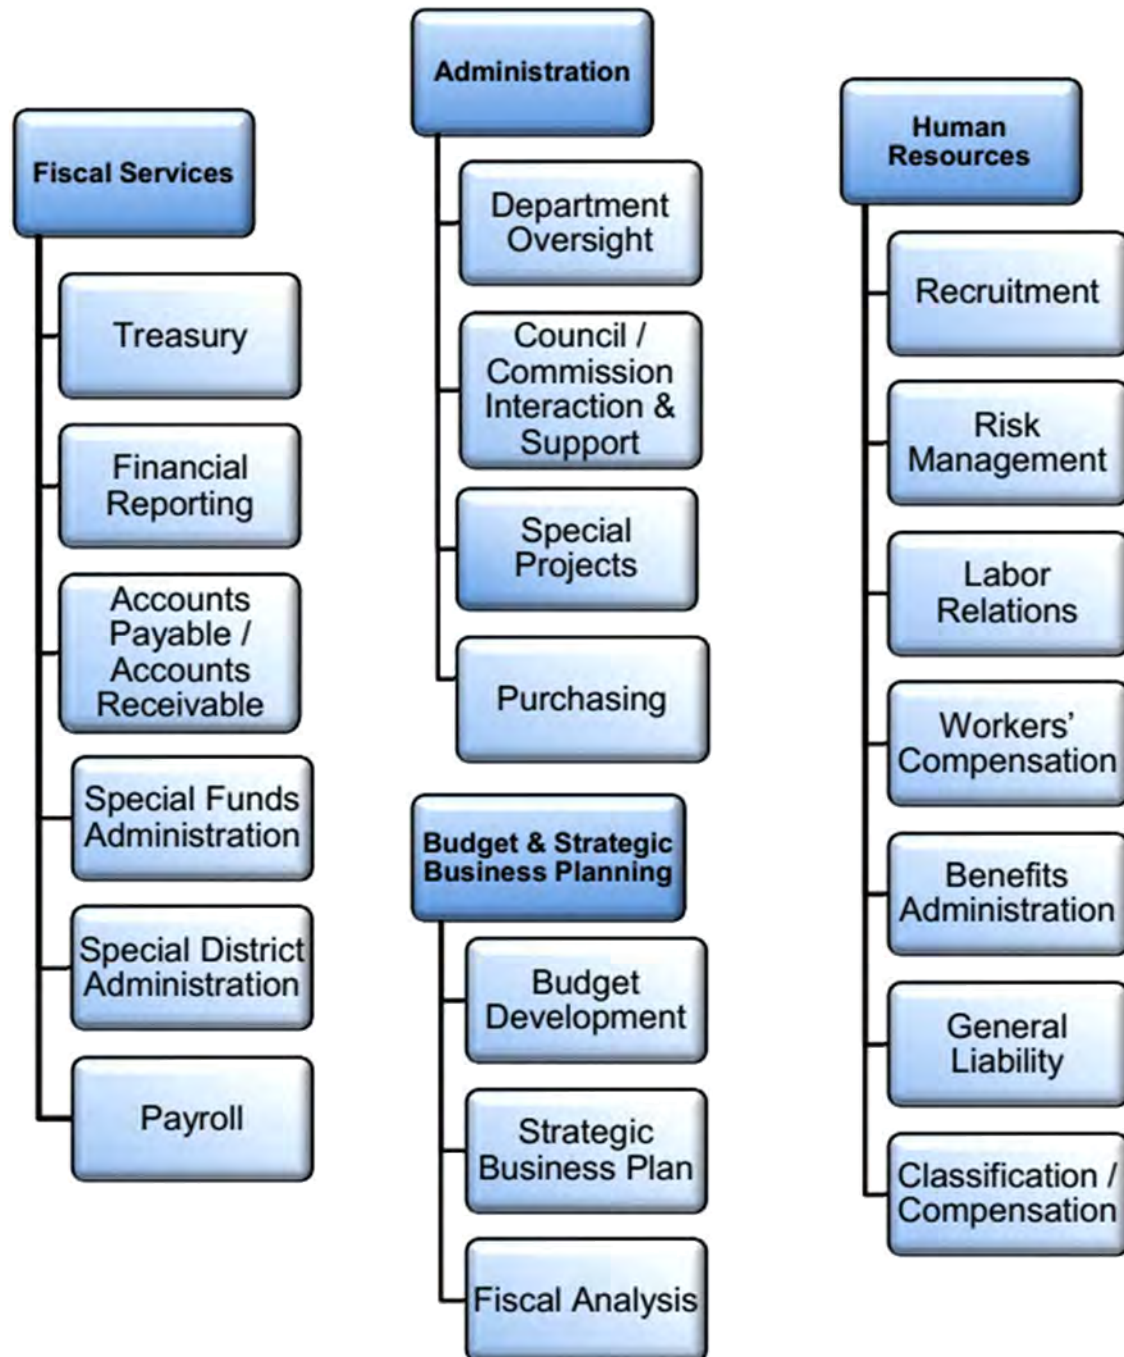 Fiscal Services
Treasury
Financial
Reporting
Accounts
Payable /
Accounts
Receivable
Special Funds
Administration
Special District
Administration
Payroll
Administration
Department
Oversight
Council /
Commission
Interaction &
Support
Special
Projects
Purchasing
Budget & Strategic
Business Planning
Budget
Development
Strategic
Business Plan
Fiscal Analysis
Human
Resources
Recruitment
Risk
Management
Labor
Relations
Workers’
Compensation
Benefits
Administration
General
Liability
Classification /
Compensation